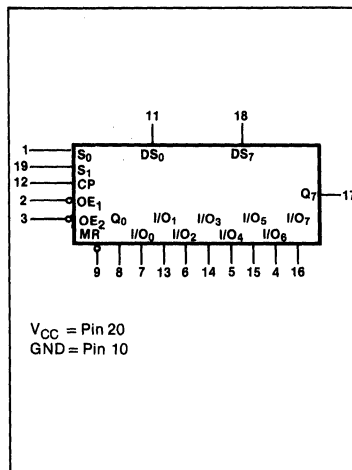 11 18
1 S₀ DS₀ DS₇
19 S₁
12 CP
2 OE₁ Q₇ 17
3 OE₂ Q₀ I/O₁ I/O₃ I/O₅ I/O₇
MR I/O₀ I/O₂ I/O₄ I/O₆
9 8 7 13 6 14 5 15 4 16
V_CC = Pin 20
GND = Pin 10